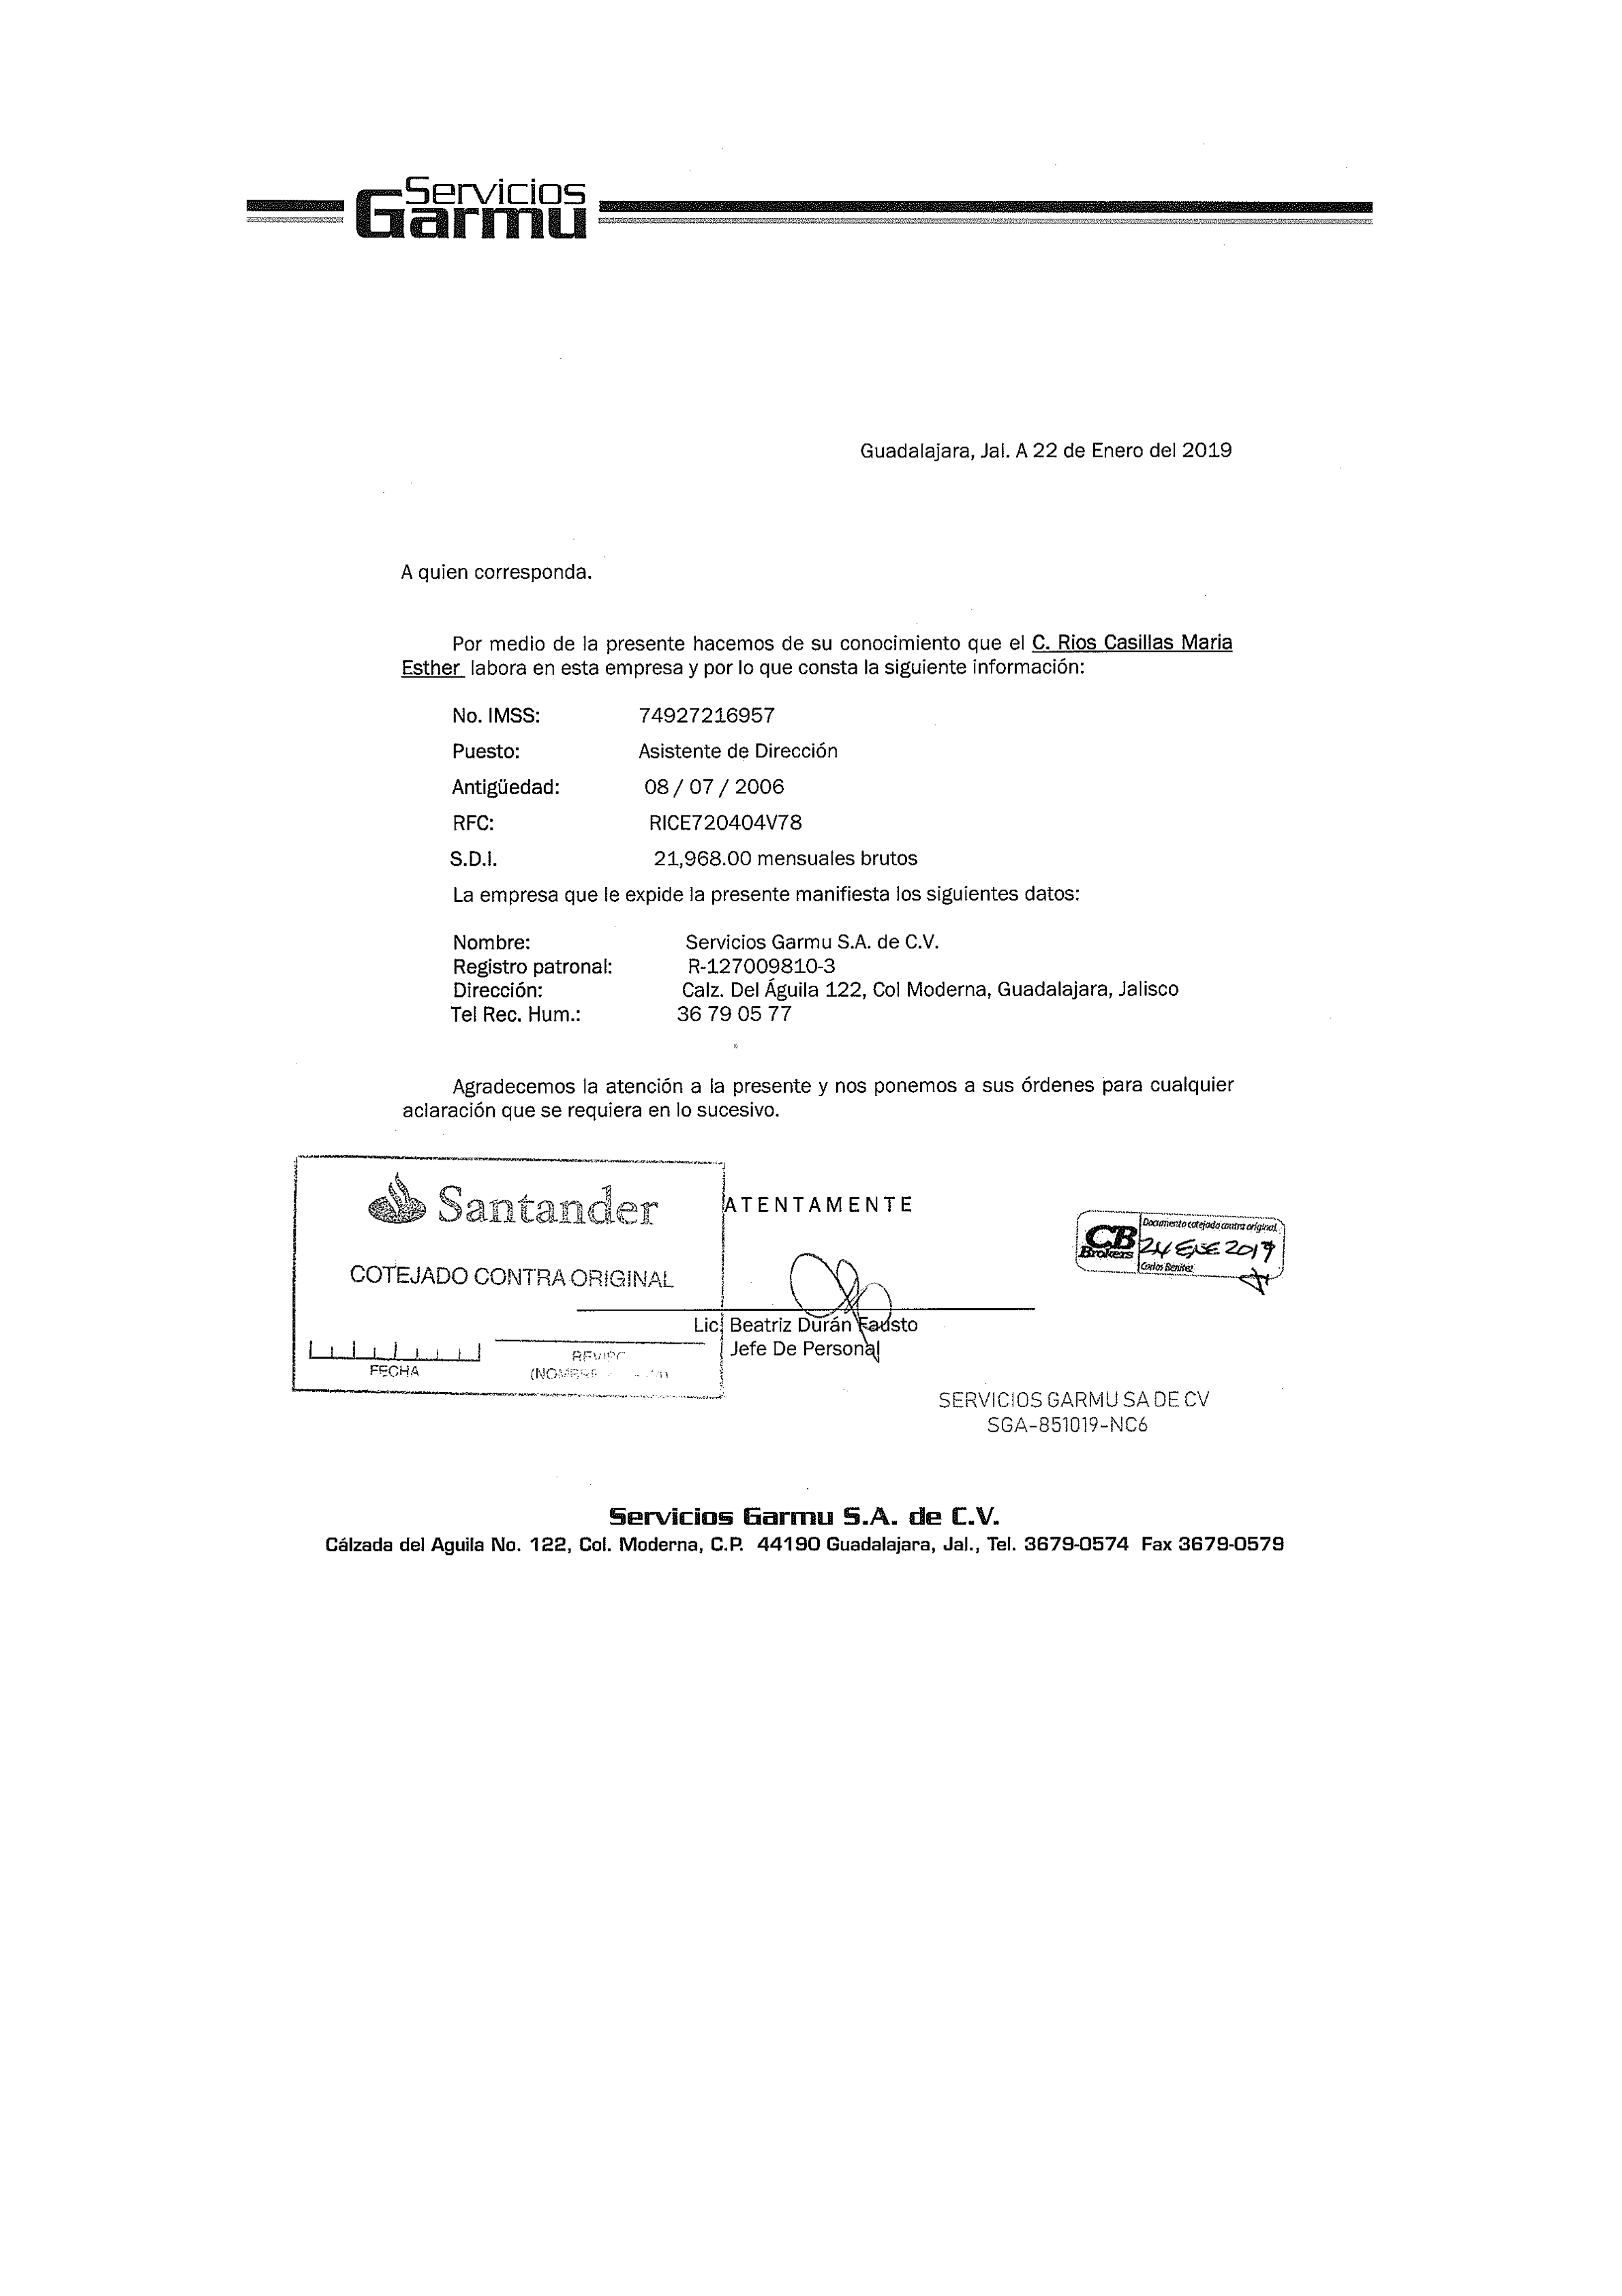 Servicios
Garmu
Guadalajara, Jal. A 22 de Enero del 2019
A quien corresponda.
Por medio de la presente hacemos de su conocimiento que el C. Rios Casillas Maria
Esther labora en esta empresa y por lo que consta la siguiente información:
No. IMSS: 74927216957
Puesto: Asistente de Dirección
Antigüedad: 08 / 07 / 2006
RFC: RICE720404V78
S.D.I. 21,968.00 mensuales brutos
La empresa que le expide la presente manifiesta los siguientes datos:
Nombre: Servicios Garmu S.A. de C.V.
Registro patronal: R-127009810-3
Dirección: Calz. Del Águila 122, Col Moderna, Guadalajara, Jalisco
Tel Rec. Hum.: 36 79 05 77
Agradecemos la atención a la presente y nos ponemos a sus órdenes para cualquier
aclaración que se requiera en lo sucesivo.
Santander
COTEJADO CONTRA ORIGINAL
FECHA
ATENTAMENTE
Lic. Beatriz Durán Fausto
Jefe De Personal
CB
Brokers
Documento cotejado contra original
24 ENE 2019
Carlos Benitez
SERVICIOS GARMU SA DE CV
SGA-851019-NC6
Servicios Garmu S.A. de C.V.
Cálzada del Aguila No. 122, Col. Moderna, C.P. 44190 Guadalajara, Jal., Tel. 3679-0574 Fax 3679-0579